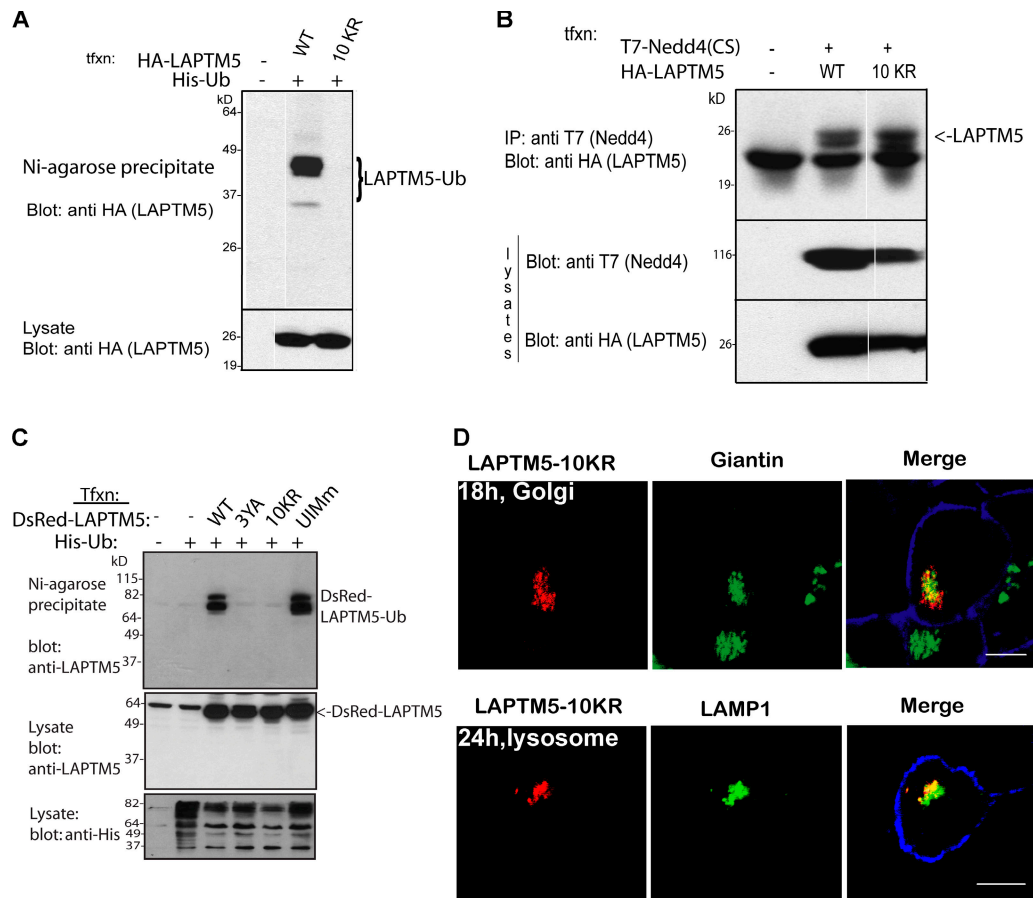 A
tfxn:
HA-LAPTM5
-
WT
10 KR
His-Ub
-
+
+
kD
64-
49-
37-
26-
Ni-agarose precipitate
Blot: anti HA (LAPTM5)
LAPTM5-Ub
Lysate
Blot: anti HA (LAPTM5)
26-
19-
B
tfxn:
T7-Nedd4(CS)
-
+
+
HA-LAPTM5
-
WT
10 KR
kD
IP: anti T7 (Nedd4)
Blot: anti HA (LAPTM5)
26-
19-
<-LAPTM5
lysates
Blot: anti T7 (Nedd4)
116-
Blot: anti HA (LAPTM5)
26-
C
Tfxn:
DsRed-LAPTM5:
-
-
WT
3YA
10KR
UIMm
His-Ub:
-
+
+
+
+
+
kD
Ni-agarose
precipitate
blot:
anti-LAPTM5
115-
82-
64-
49-
37-
DsRed-
LAPTM5-Ub
Lysate
blot:
anti-LAPTM5
64-
49-
37-
<-DsRed-LAPTM5
Lysate:
blot:anti-His
82-
64-
49-
37-
D
LAPTM5-10KR
Giantin
Merge
18h, Golgi
LAPTM5-10KR
LAMP1
Merge
24h,lysosome